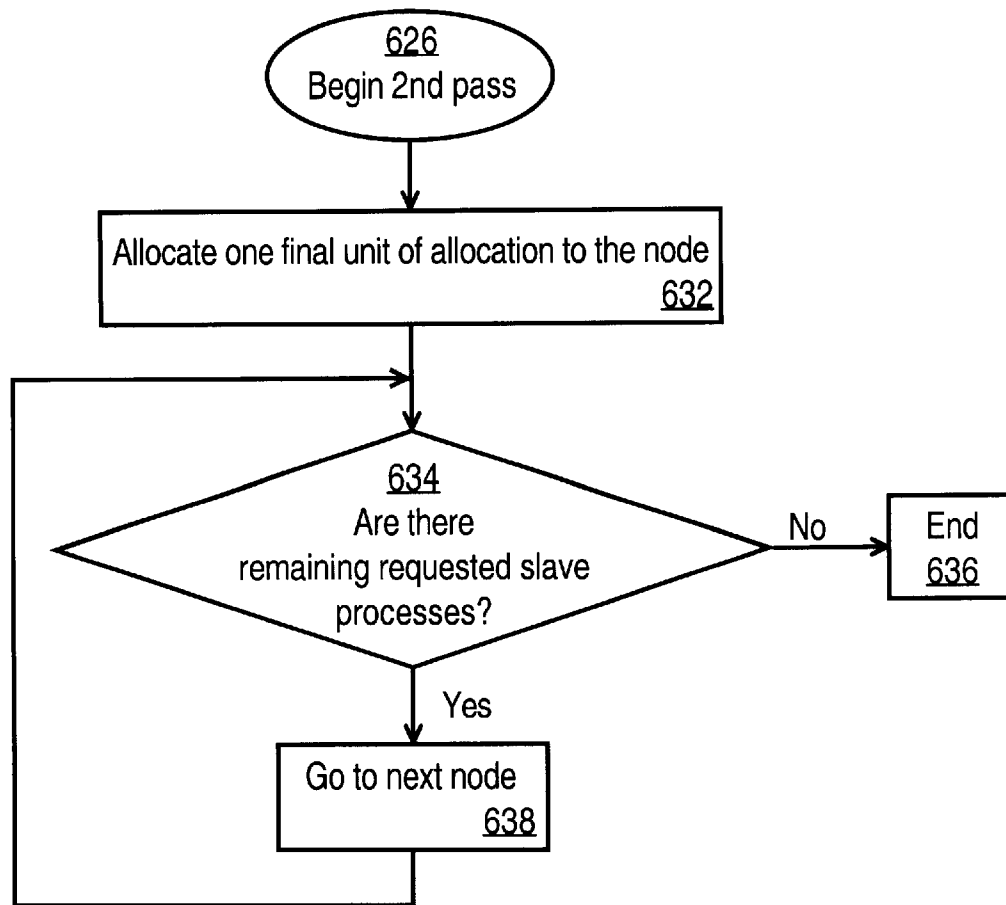 626
Begin 2nd pass
Allocate one final unit of allocation to the node
632
634
Are there
remaining requested slave
processes?
No
End
636
Yes
Go to next node
638